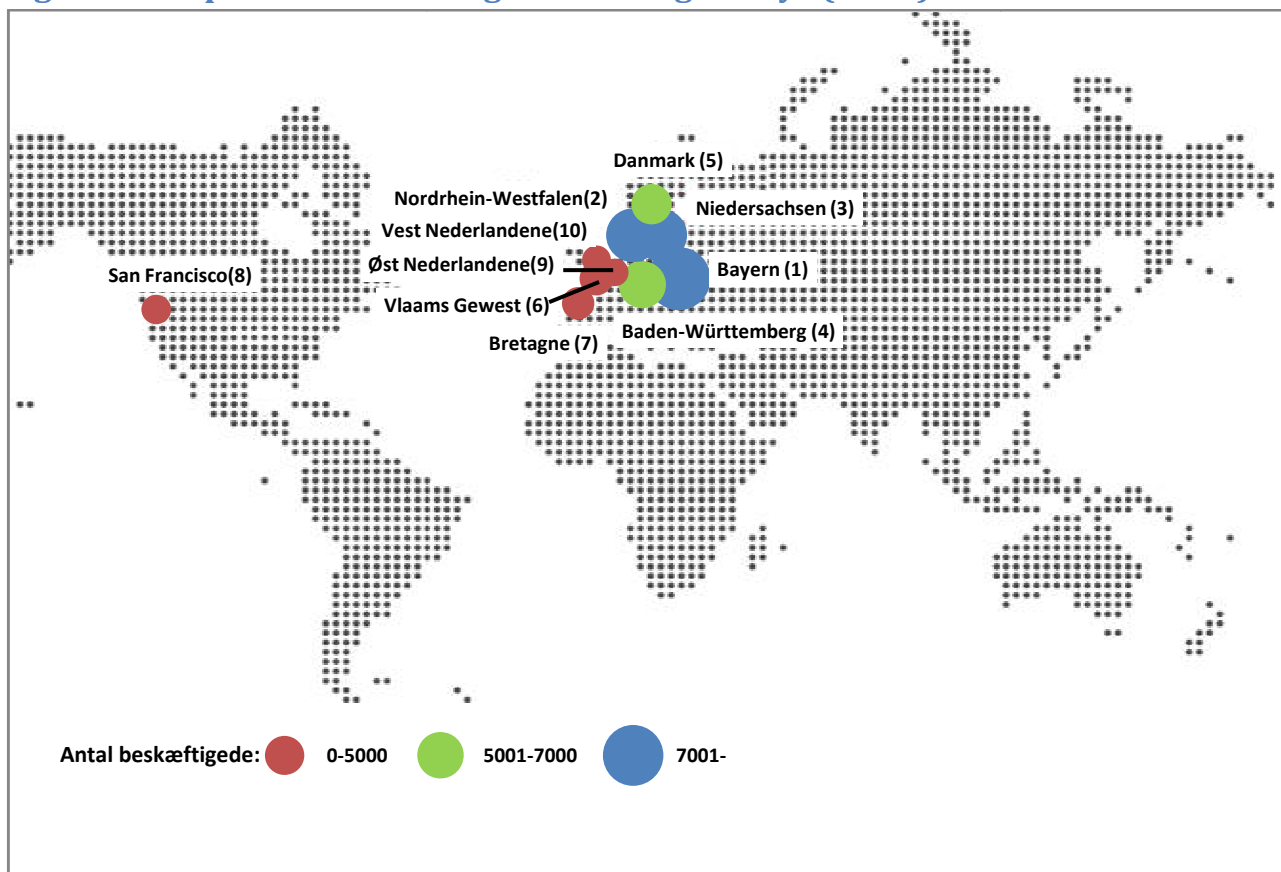 Danmark (5)
Nordrhein-Westfalen(2)
Niedersachsen (3)
Vest Nederlandene(10)
Øst Nederlandene(9)
San Francisco(8)
Bayern (1)
Vlaams Gewest (6)
Bretagne (7)
Baden-Württemberg (4)
Antal beskæftigede: 0-5000 5001-7000 7001-